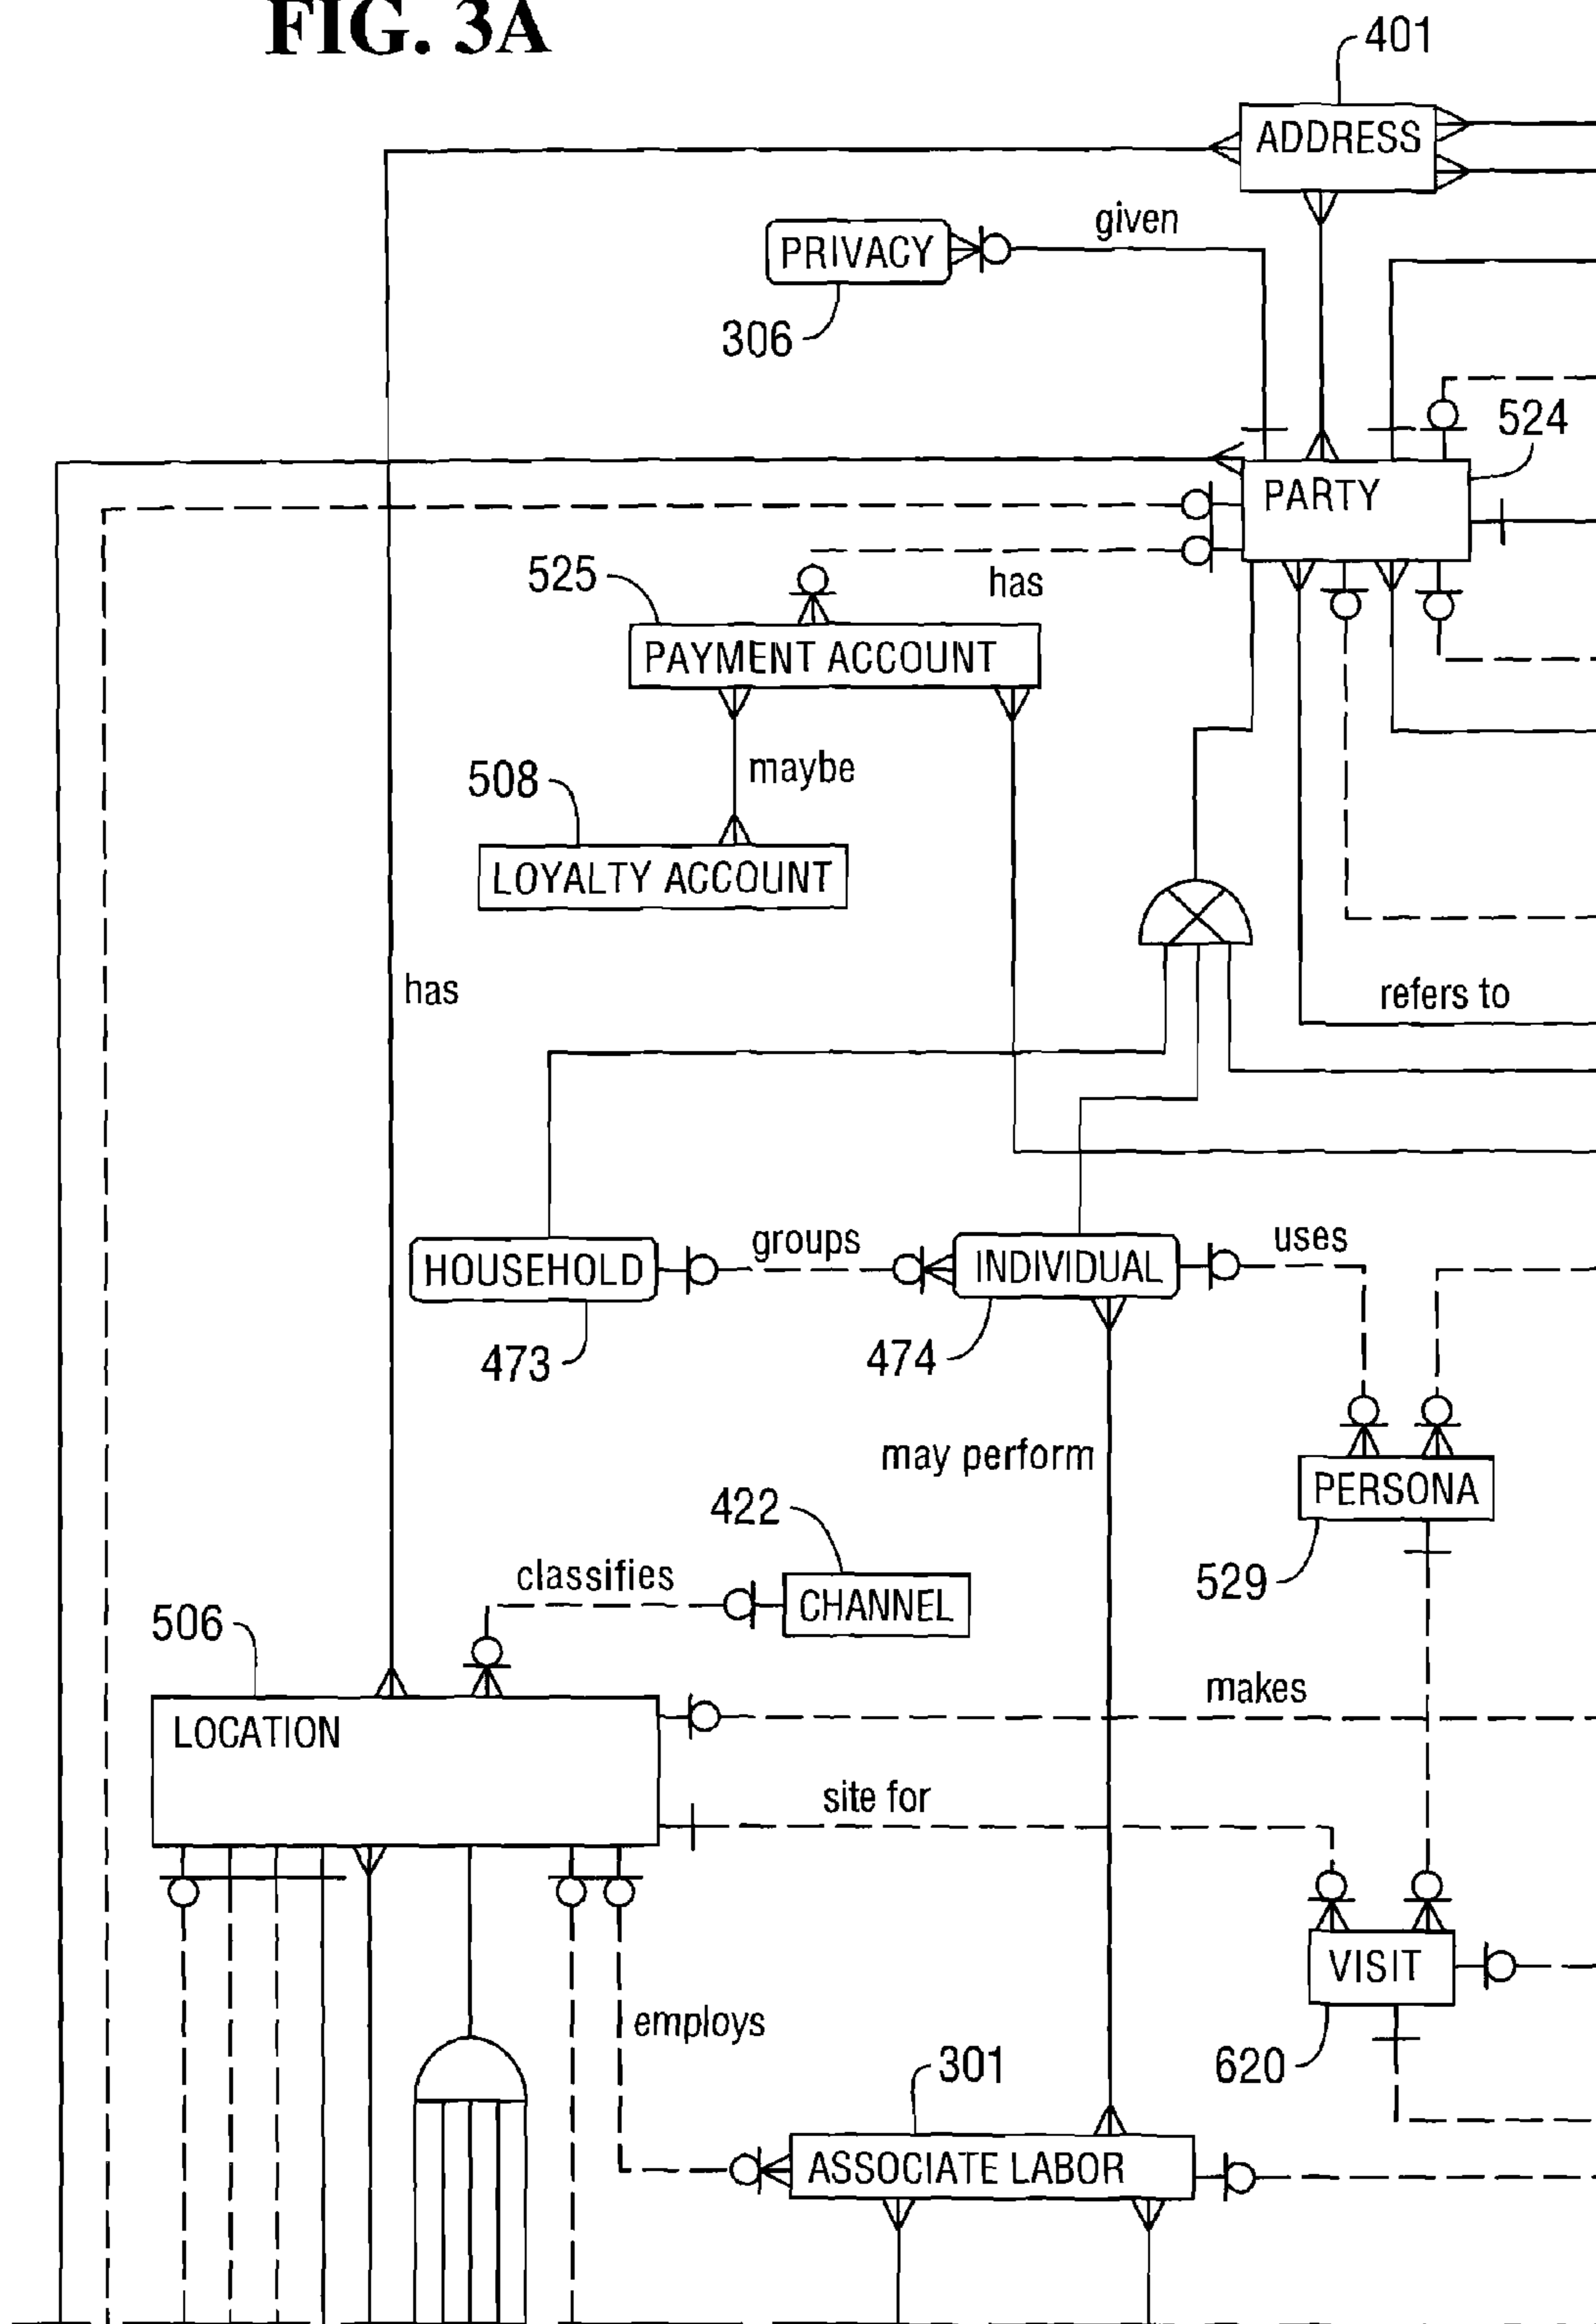 FIG. 3A
401
ADDRESS
given
PRIVACY
306
524
PARTY
525
has
PAYMENT ACCOUNT
maybe
508
LOYALTY ACCOUNT
has
refers to
groups
uses
HOUSEHOLD
INDIVIDUAL
473
474
may perform
PERSONA
422
classifies
529
CHANNEL
506
makes
LOCATION
site for
VISIT
employs
301
620
ASSOCIATE LABOR